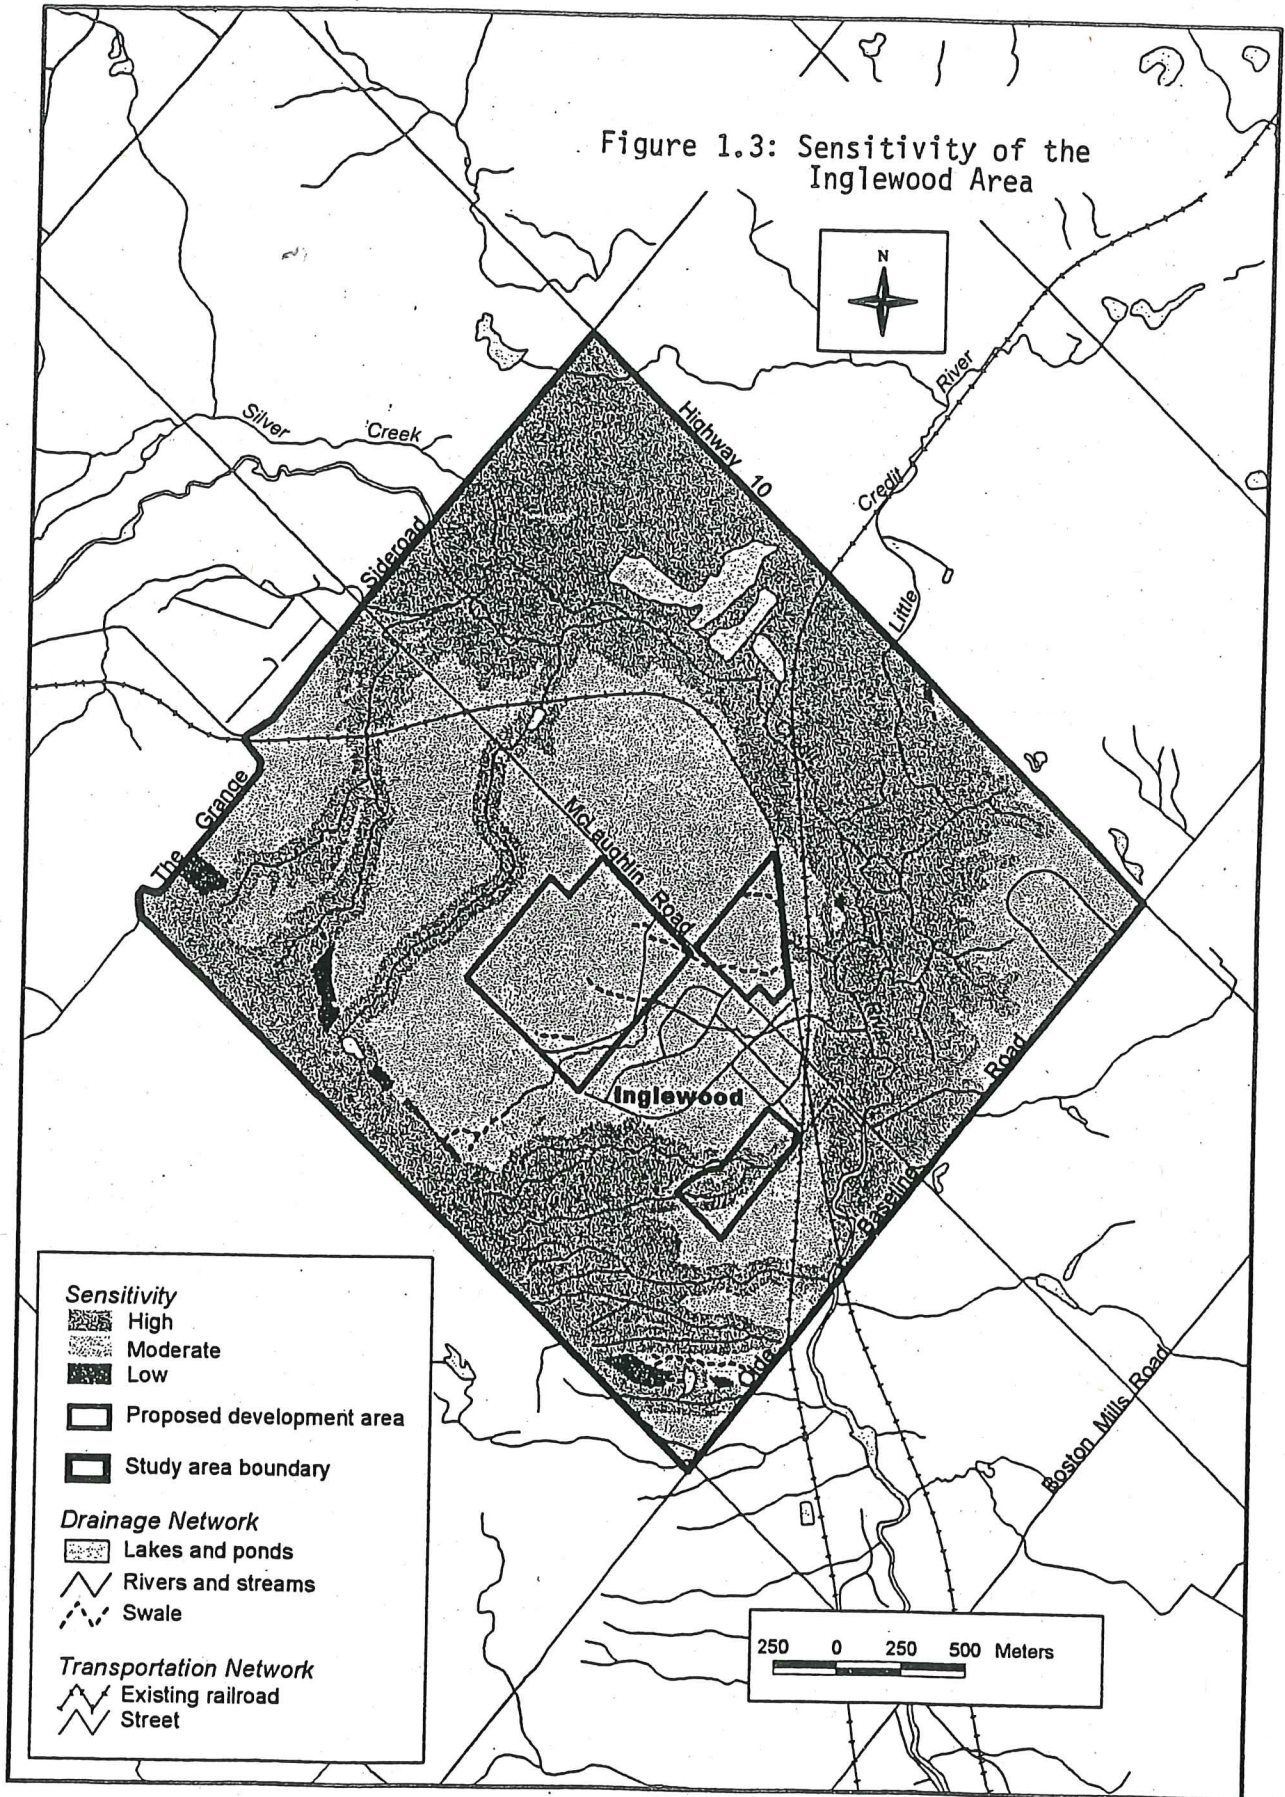 Figure 1.3: Sensitivity of the
Inglewood Area
N
Silver Creek
Highway 10
River
Credit
Little
Sideroad
Grange
The
McLaughlin Road
River
Inglewood
Road
Baseline
Olde
Boston Mills Road
Sensitivity
High
Moderate
Low
Proposed development area
Study area boundary
Drainage Network
Lakes and ponds
Rivers and streams
Swale
Transportation Network
Existing railroad
Street
250 0 250 500 Meters